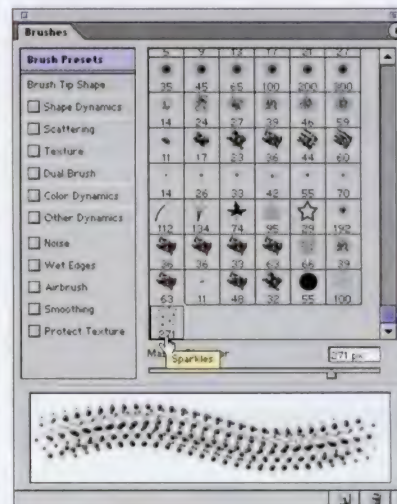 Brushes
Brush Presets
Brush Tip Shape
Shape Dynamics
Scattering
Texture
Dual Brush
Color Dynamics
Other Dynamics
Noise
Wet Edges
Airbrush
Smoothing
Protect Texture
5 9 13 17 21 27
35 45 65 100 200 300
14 24 27 39 46 59
11 17 23 36 44 60
14 26 33 42 55 70
112 134 74 95 29 192
36 36 33 63 66 39
63 11 48 32 55 100
271
271 px
Sparkles